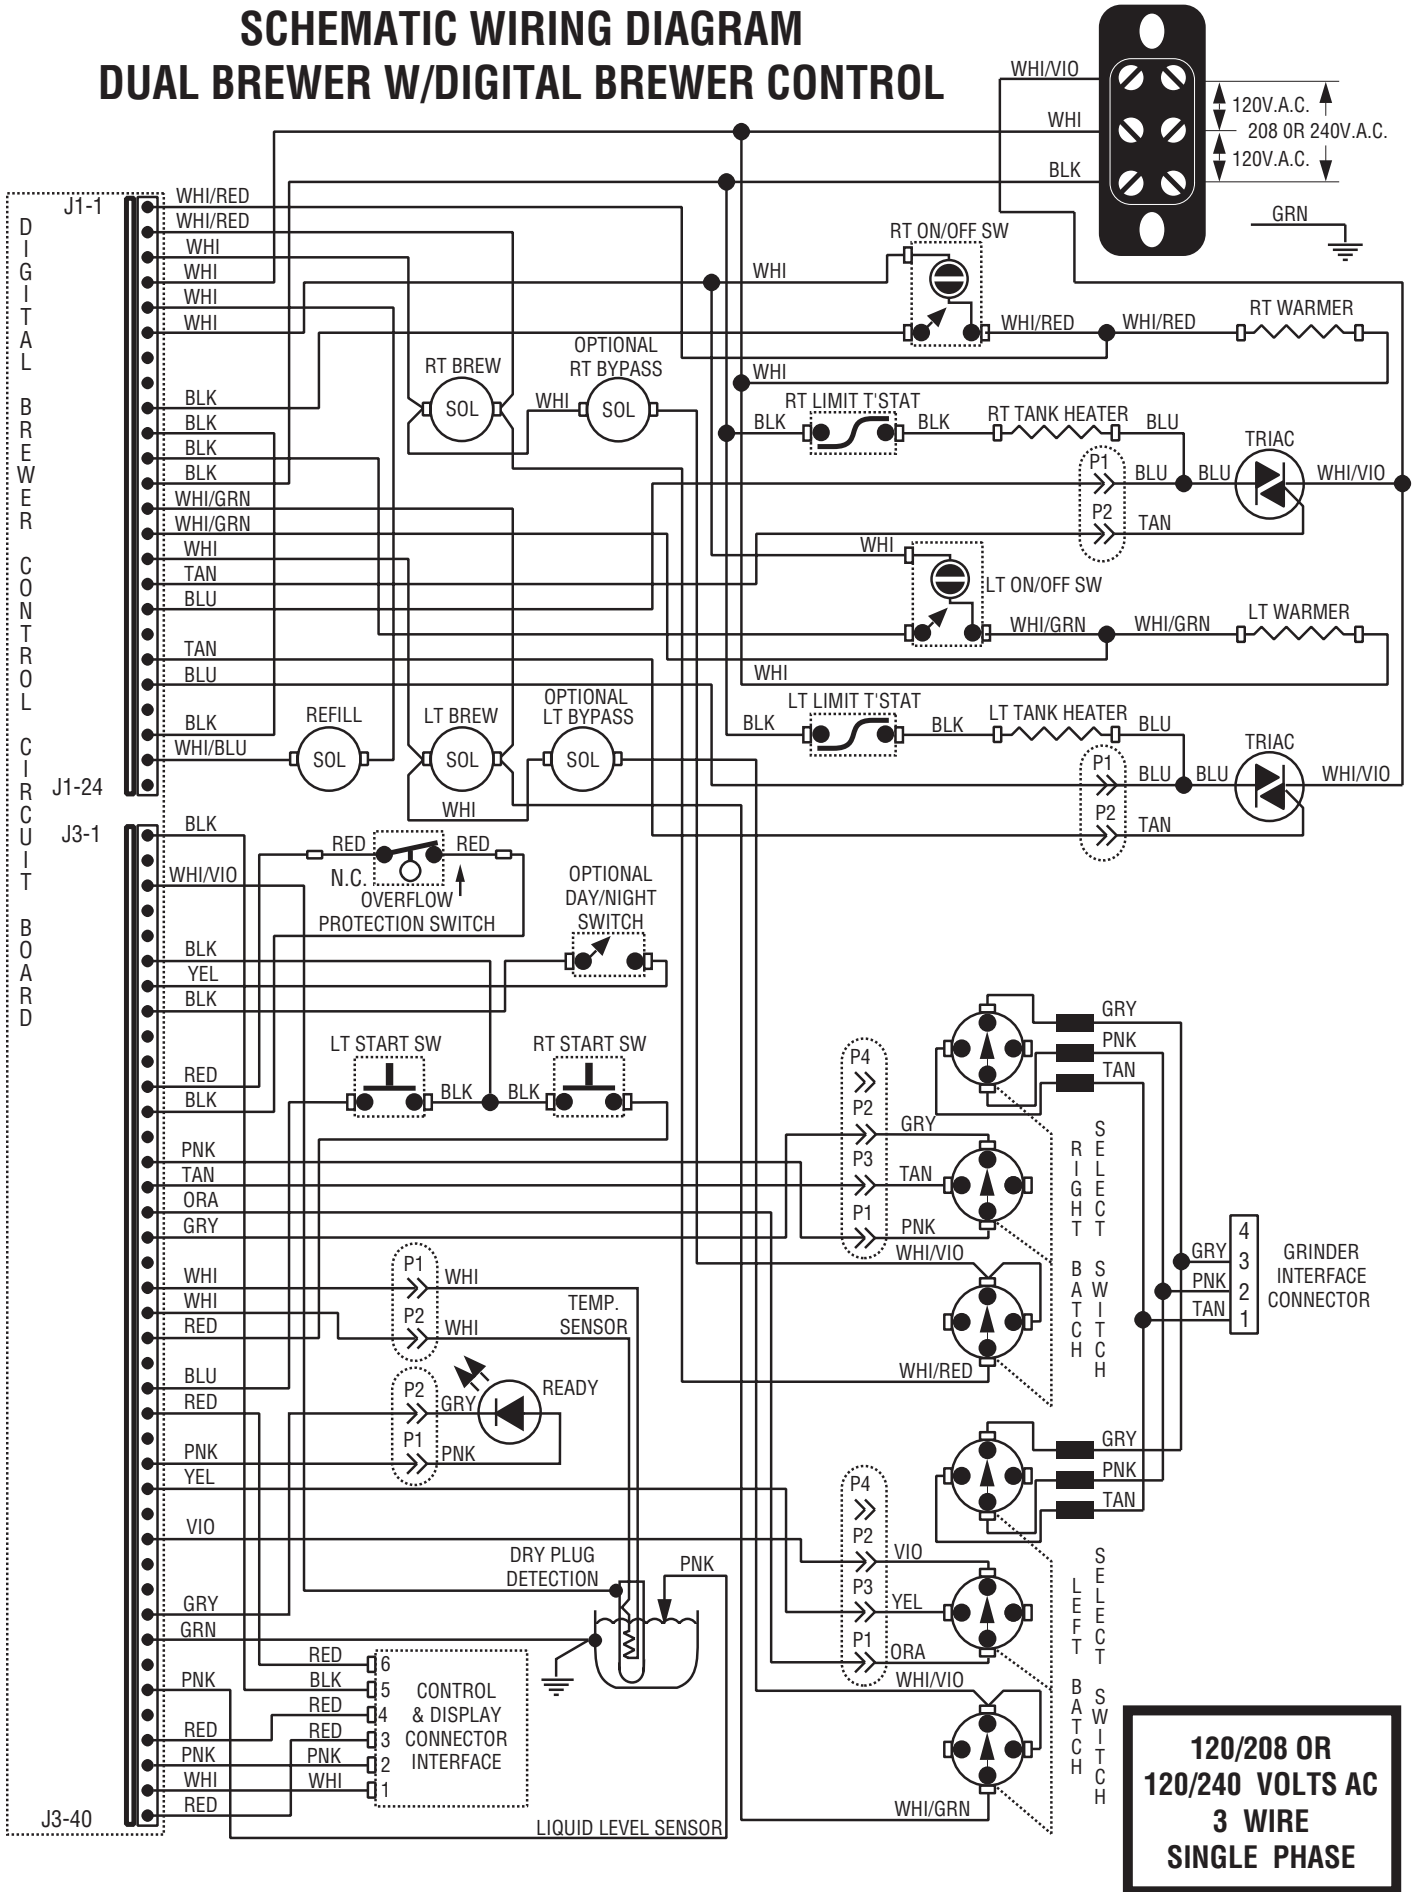 SCHEMATIC WIRING DIAGRAM
DUAL BREWER W/DIGITAL BREWER CONTROL
WHI/VIO
WHI
BLK
120V.A.C.
208 OR 240V.A.C.
120V.A.C.
GRN
DIGITAL BREWER CONTROL CIRCUIT BOARD
J1-1
WHI/RED
WHI/RED
WHI
WHI
WHI
WHI
BLK
BLK
BLK
BLK
WHI/GRN
WHI/GRN
WHI
TAN
BLU
TAN
BLU
BLK
WHI/BLU
J1-24
RT BREW
SOL
OPTIONAL
RT BYPASS
WHI
SOL
REFILL
SOL
LT BREW
SOL
OPTIONAL
LT BYPASS
SOL
WHI
RT ON/OFF SW
WHI
WHI/RED
WHI/RED
RT WARMER
WHI
RT LIMIT T'STAT
BLK
BLK
RT TANK HEATER
BLU
TRIAC
P1
BLU
BLU
WHI/VIO
P2
TAN
WHI
LT ON/OFF SW
WHI/GRN
WHI/GRN
LT WARMER
WHI
LT LIMIT T'STAT
BLK
BLK
LT TANK HEATER
BLU
TRIAC
P1
BLU
BLU
WHI/VIO
P2
TAN
J3-1
BLK
WHI/VIO
BLK
YEL
BLK
RED
BLK
PNK
TAN
ORA
GRY
WHI
WHI
RED
BLU
RED
PNK
YEL
VIO
GRY
GRN
PNK
RED
PNK
WHI
RED
J3-40
RED
RED
N.C.
OVERFLOW
PROTECTION SWITCH
OPTIONAL
DAY/NIGHT
SWITCH
LT START SW
RT START SW
BLK
BLK
P1
WHI
P2
WHI
TEMP.
SENSOR
P2
GRY
READY
P1
PNK
DRY PLUG
DETECTION
PNK
RED
6
BLK
5
RED
4
RED
3
PNK
2
WHI
1
CONTROL
& DISPLAY
CONNECTOR
INTERFACE
LIQUID LEVEL SENSOR
GRY
PNK
TAN
P4
P2
GRY
P3
TAN
P1
PNK
WHI/VIO
WHI/RED
RIGHT BATCH
SELECT SWITCH
GRY
4
3
PNK
2
TAN
1
GRINDER
INTERFACE
CONNECTOR
GRY
PNK
TAN
P4
P2
VIO
P3
YEL
P1
ORA
WHI/VIO
WHI/GRN
LEFT BATCH
SELECT SWITCH
120/208 OR
120/240 VOLTS AC
3 WIRE
SINGLE PHASE